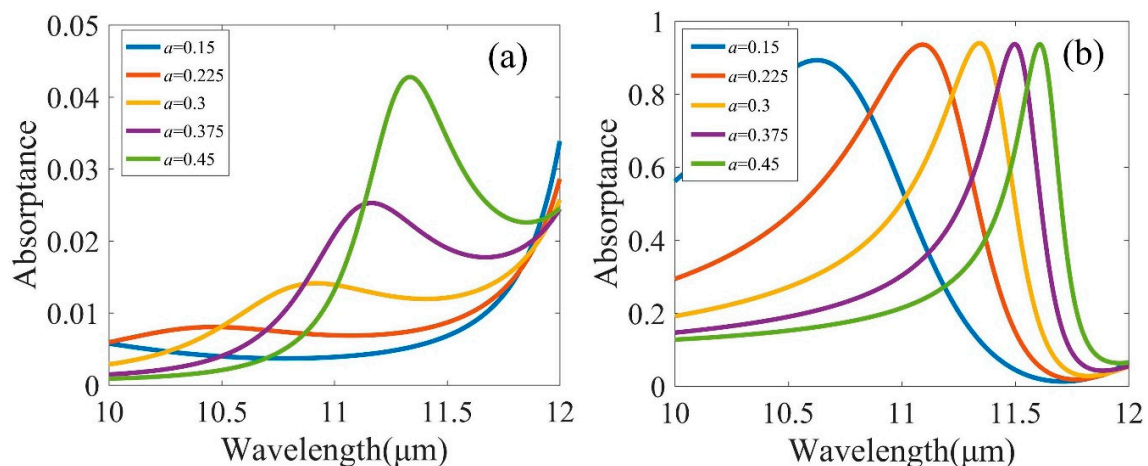 0.05
0.04
0.03
0.02
0.01
0
Absorptance
a=0.15
a=0.225
a=0.3
a=0.375
a=0.45
(a)
10 10.5 11 11.5 12
Wavelength(μm)
1
0.8
0.6
0.4
0.2
0
Absorptance
a=0.15
a=0.225
a=0.3
a=0.375
a=0.45
(b)
10 10.5 11 11.5 12
Wavelength(μm)